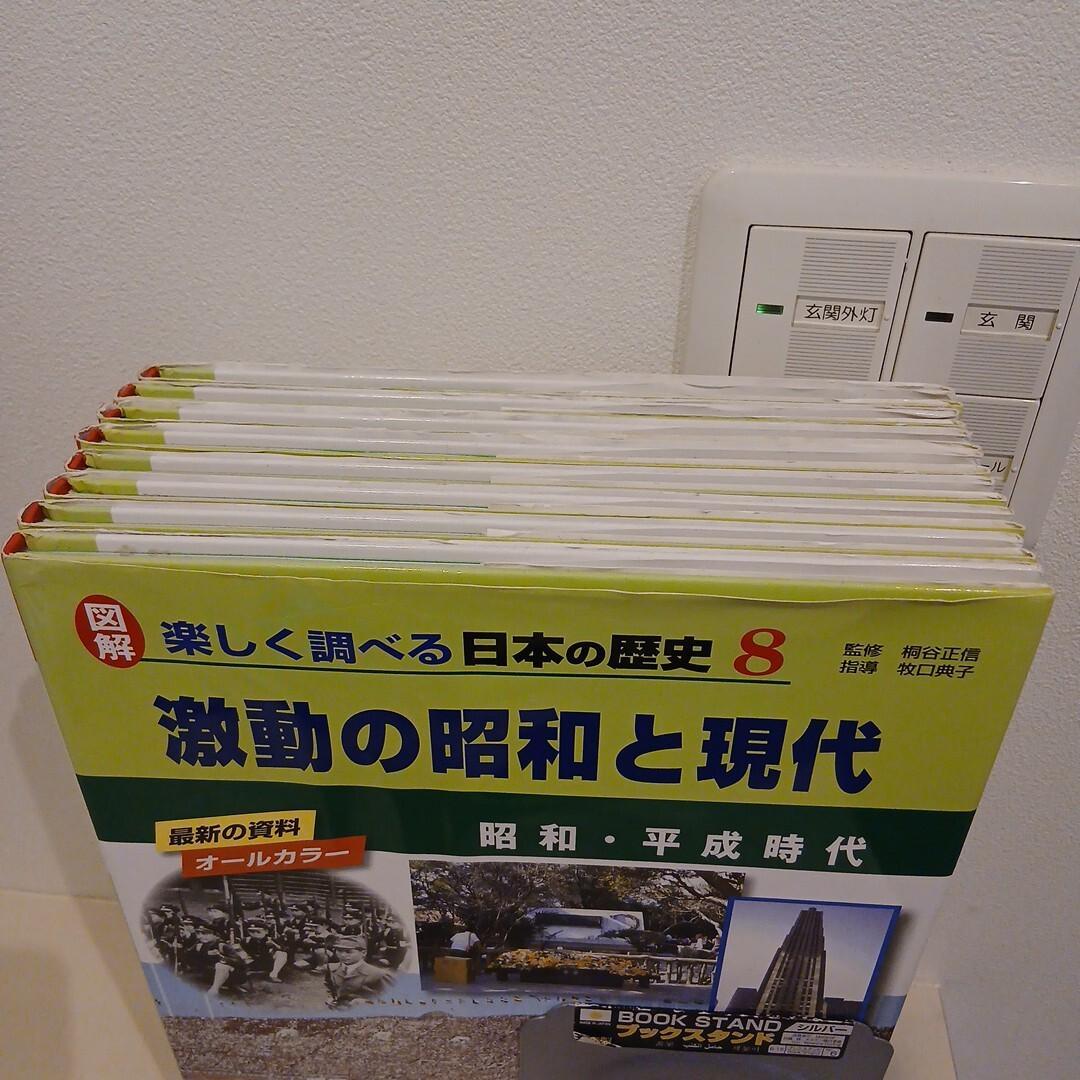 玄関外灯
玄関
ール
図解
楽しく調べる日本の歴史 8
監修 桐谷正信
指導 牧口典子
激動の昭和と現代
昭和・平成時代
最新の資料
オールカラー
BOOK STAND
ブックスタンド
シルバー